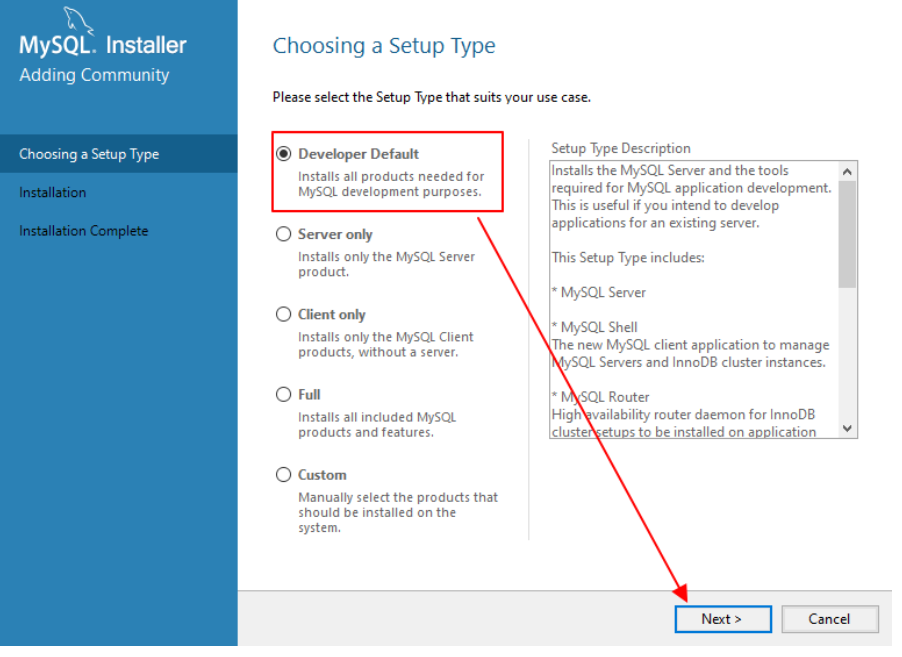 MySQL. Installer
Adding Community
Choosing a Setup Type
Installation
Installation Complete
Choosing a Setup Type
Please select the Setup Type that suits your use case.
Developer Default
Installs all products needed for
MySQL development purposes.
Server only
Installs only the MySQL Server
product.
Client only
Installs only the MySQL Client
products, without a server.
Full
Installs all included MySQL
products and features.
Custom
Manually select the products that
should be installed on the
system.
Setup Type Description
Installs the MySQL Server and the tools
required for MySQL application development.
This is useful if you intend to develop
applications for an existing server.
This Setup Type includes:
* MySQL Server
* MySQL Shell
The new MySQL client application to manage
MySQL Servers and InnoDB cluster instances.
* MySQL Router
High availability router daemon for InnoDB
cluster setups to be installed on application
Next >
Cancel